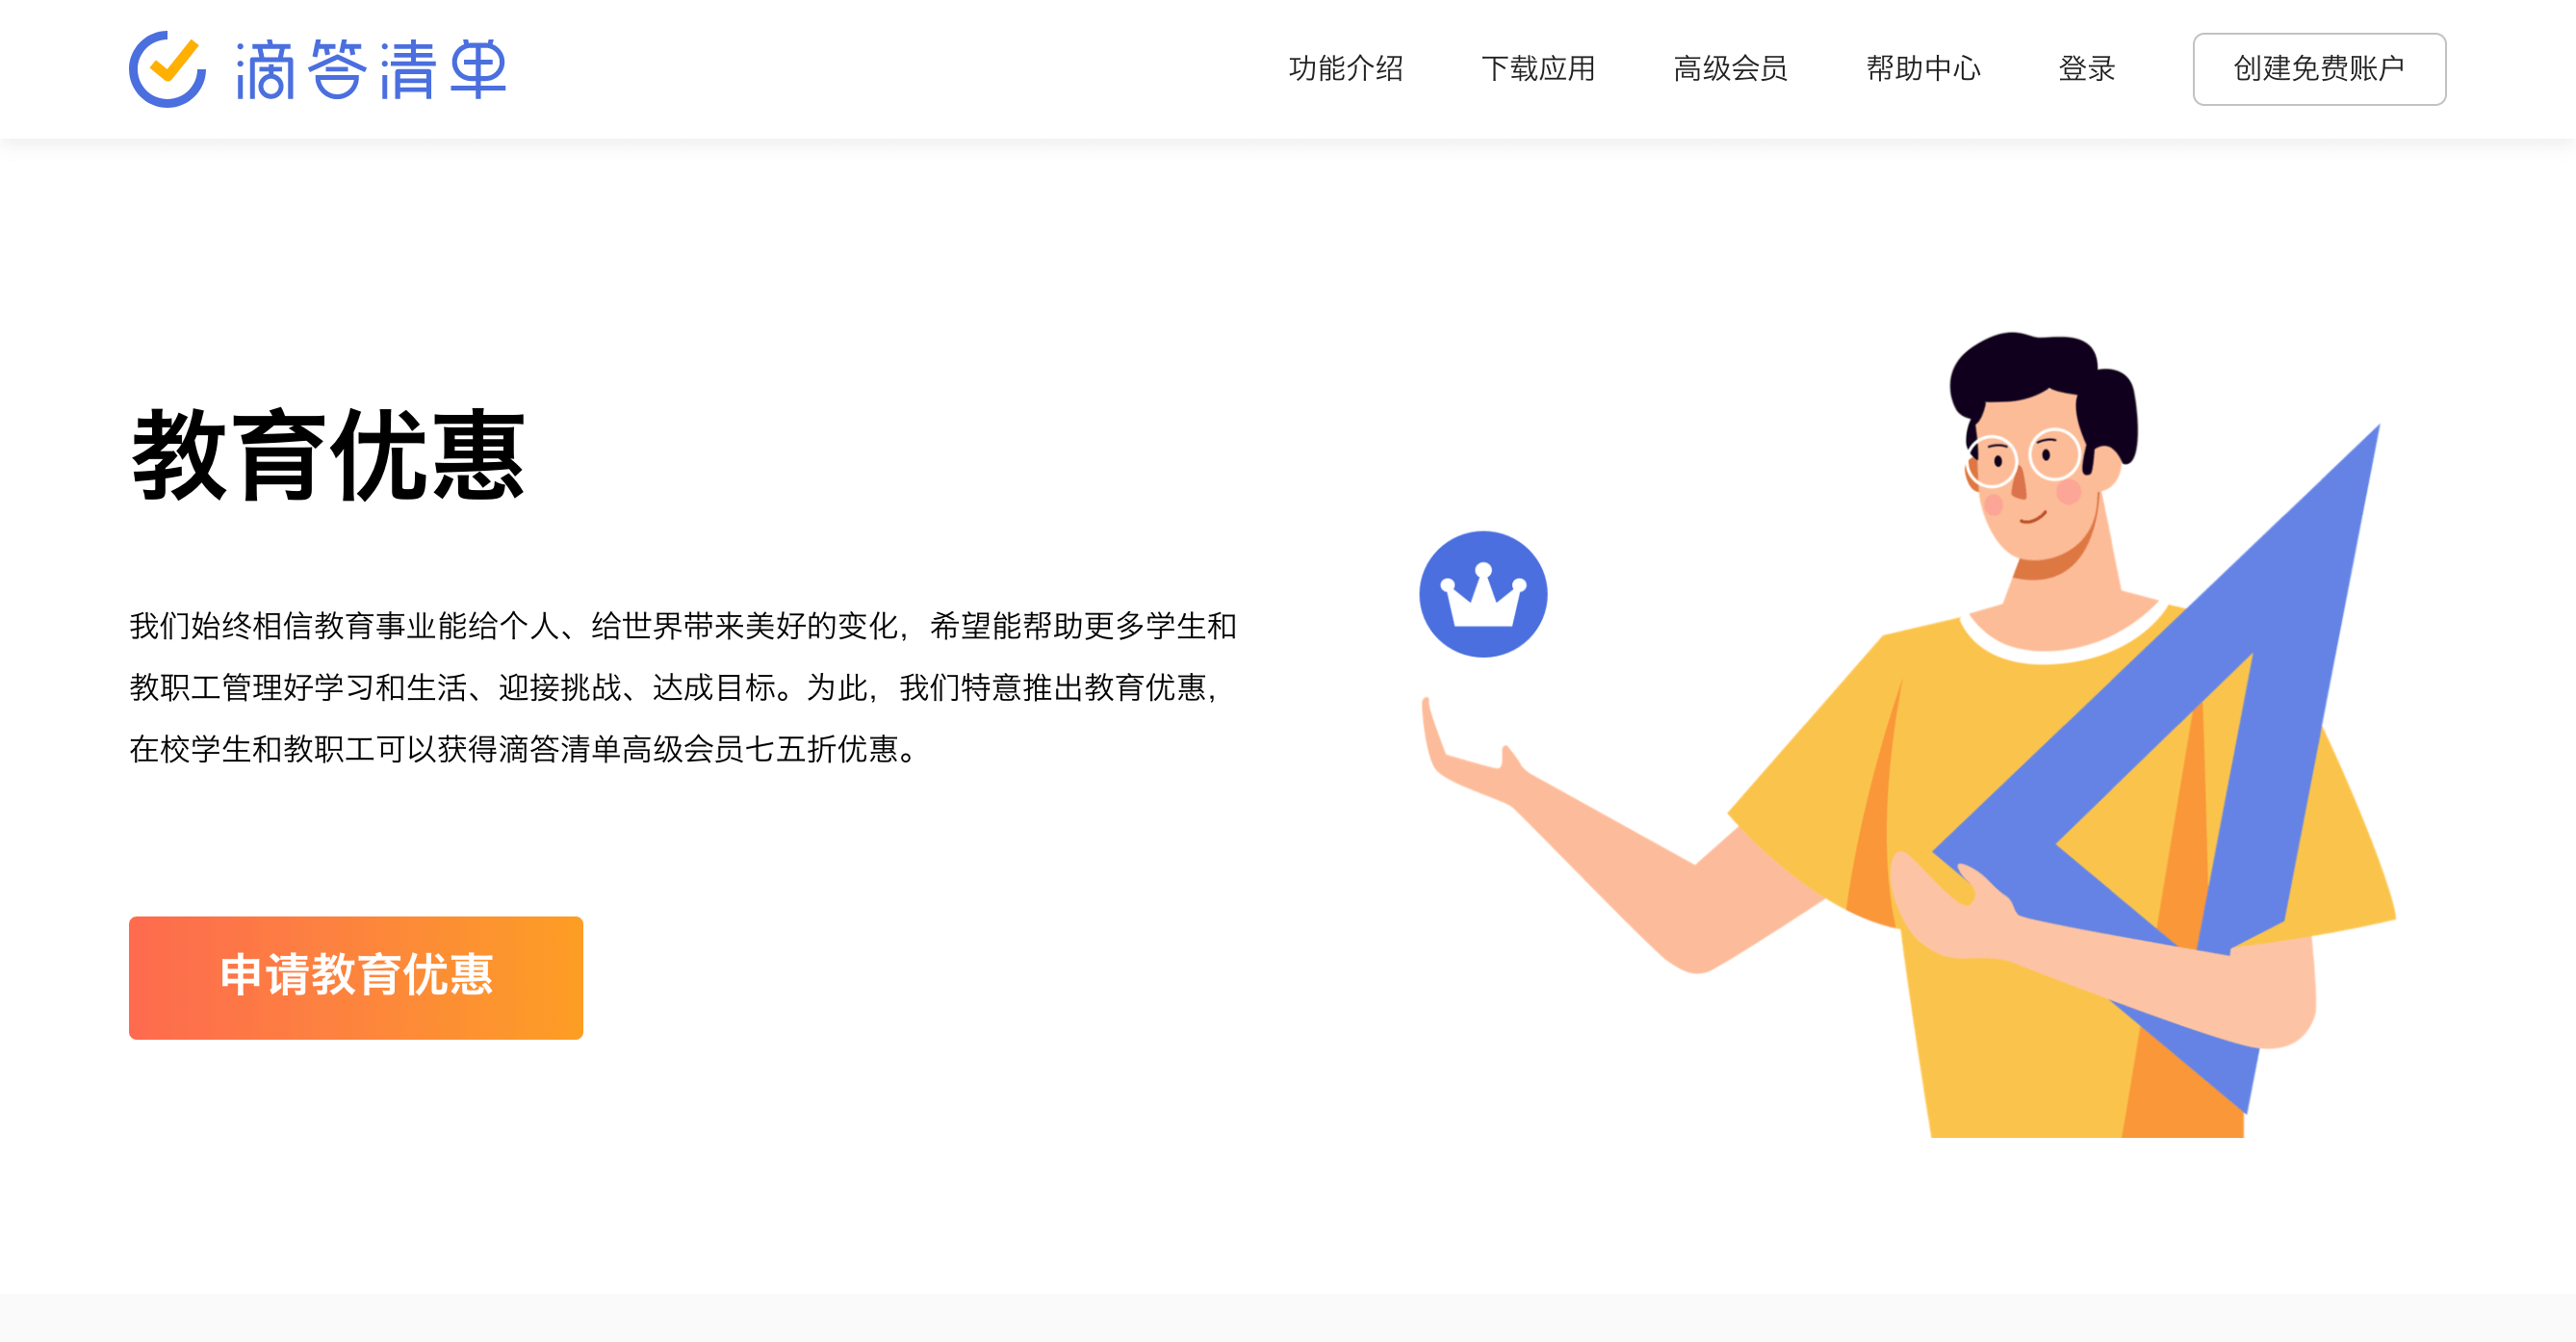 滴答清单
功能介绍
下载应用
高级会员
帮助中心
登录
创建免费账户
教育优惠
我们始终相信教育事业能给个人、给世界带来美好的变化，希望能帮助更多学生和
教职工管理好学习和生活、迎接挑战、达成目标。为此，我们特意推出教育优惠，
在校学生和教职工可以获得滴答清单高级会员七五折优惠。
申请教育优惠